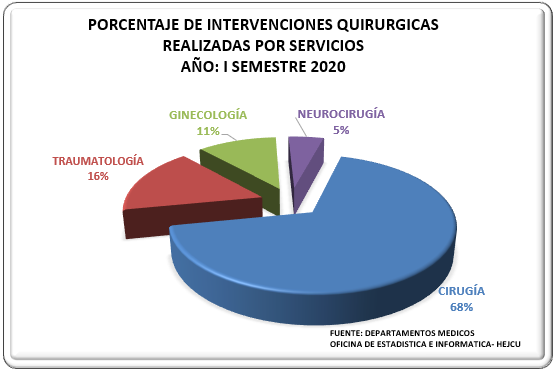 PORCENTAJE DE INTERVENCIONES QUIRURGICAS
REALIZADAS POR SERVICIOS
AÑO: I SEMESTRE 2020
GINECOLOGÍA
11%
NEUROCIRUGÍA
5%
TRAUMATOLOGÍA
16%
CIRUGÍA
68%
FUENTE: DEPARTAMENTOS MEDICOS
OFICINA DE ESTADISTICA E INFORMATICA- HEJCU